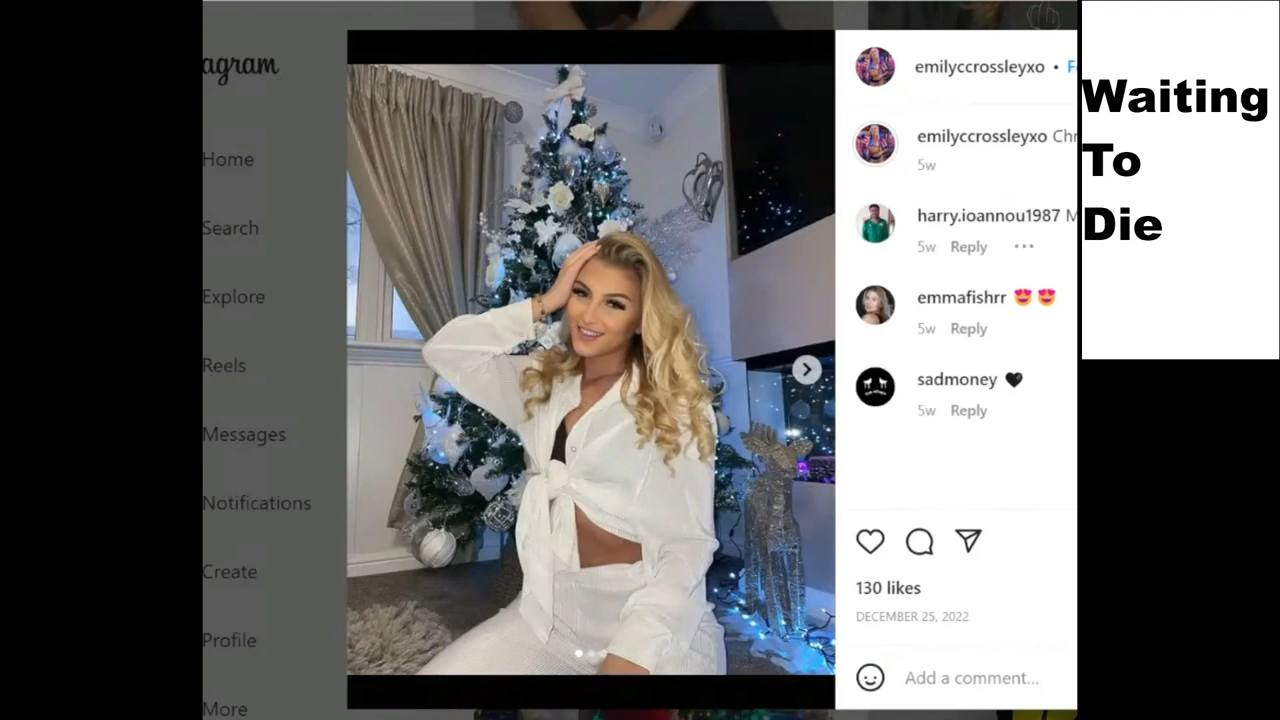 agram
Home
Search
Explore
Reels
Messages
Notifications
Create
Profile
More
emilyccrossleyxo •
emilyccrossleyxo
5w
harry.ioannou1987
5w Reply
emmafishrr 😍😍
5w Reply
sadmoney 🖤
5w Reply
130 likes
DECEMBER 25, 2022
Add a comment...
Waiting
To
Die